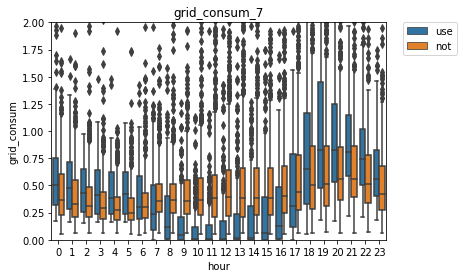 grid_consum_7
use
not
grid_consum
2.00
1.75
1.50
1.25
1.00
0.75
0.50
0.25
0.00
0 1 2 3 4 5 6 7 8 9 10 11 12 13 14 15 16 17 18 19 20 21 22 23
hour